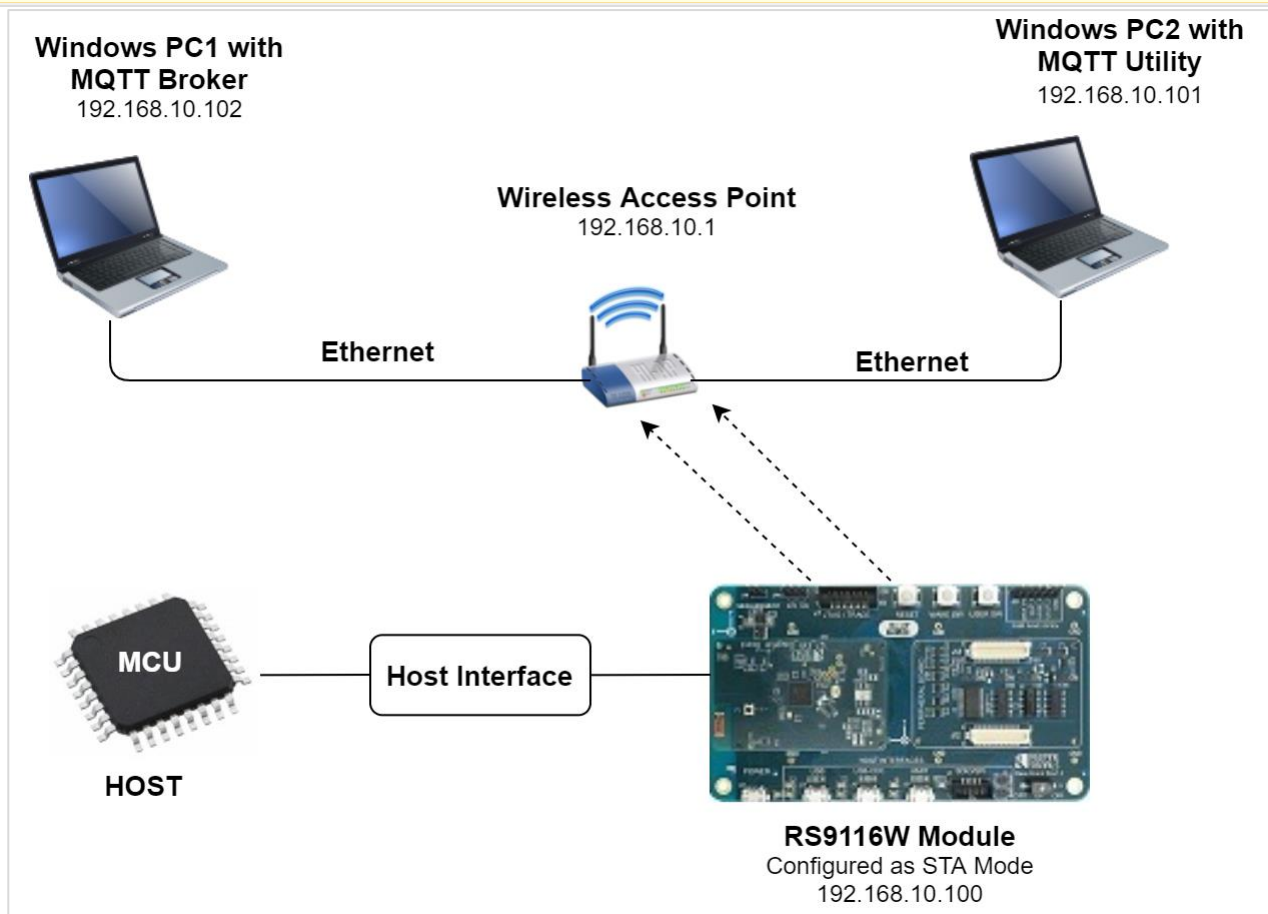 Windows PC1 with
MQTT Broker
192.168.10.102
Windows PC2 with
MQTT Utility
192.168.10.101
Wireless Access Point
192.168.10.1
Ethernet
Ethernet
MCU
Host Interface
HOST
RESET
POWER
RS9116W Module
Configured as STA Mode
192.168.10.100